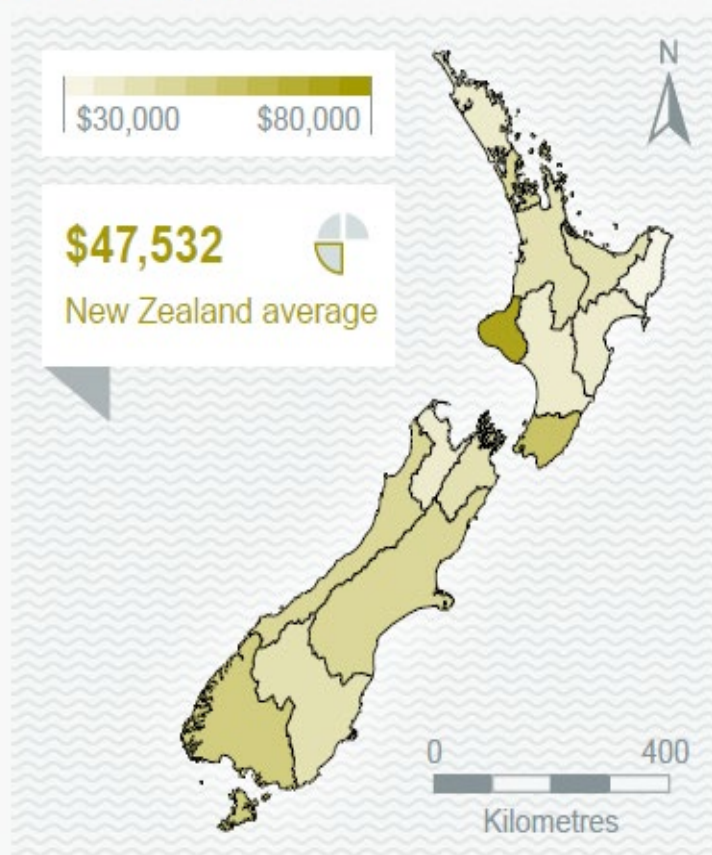 $30,000 $80,000
$47,532
New Zealand average
N
0 400
Kilometres